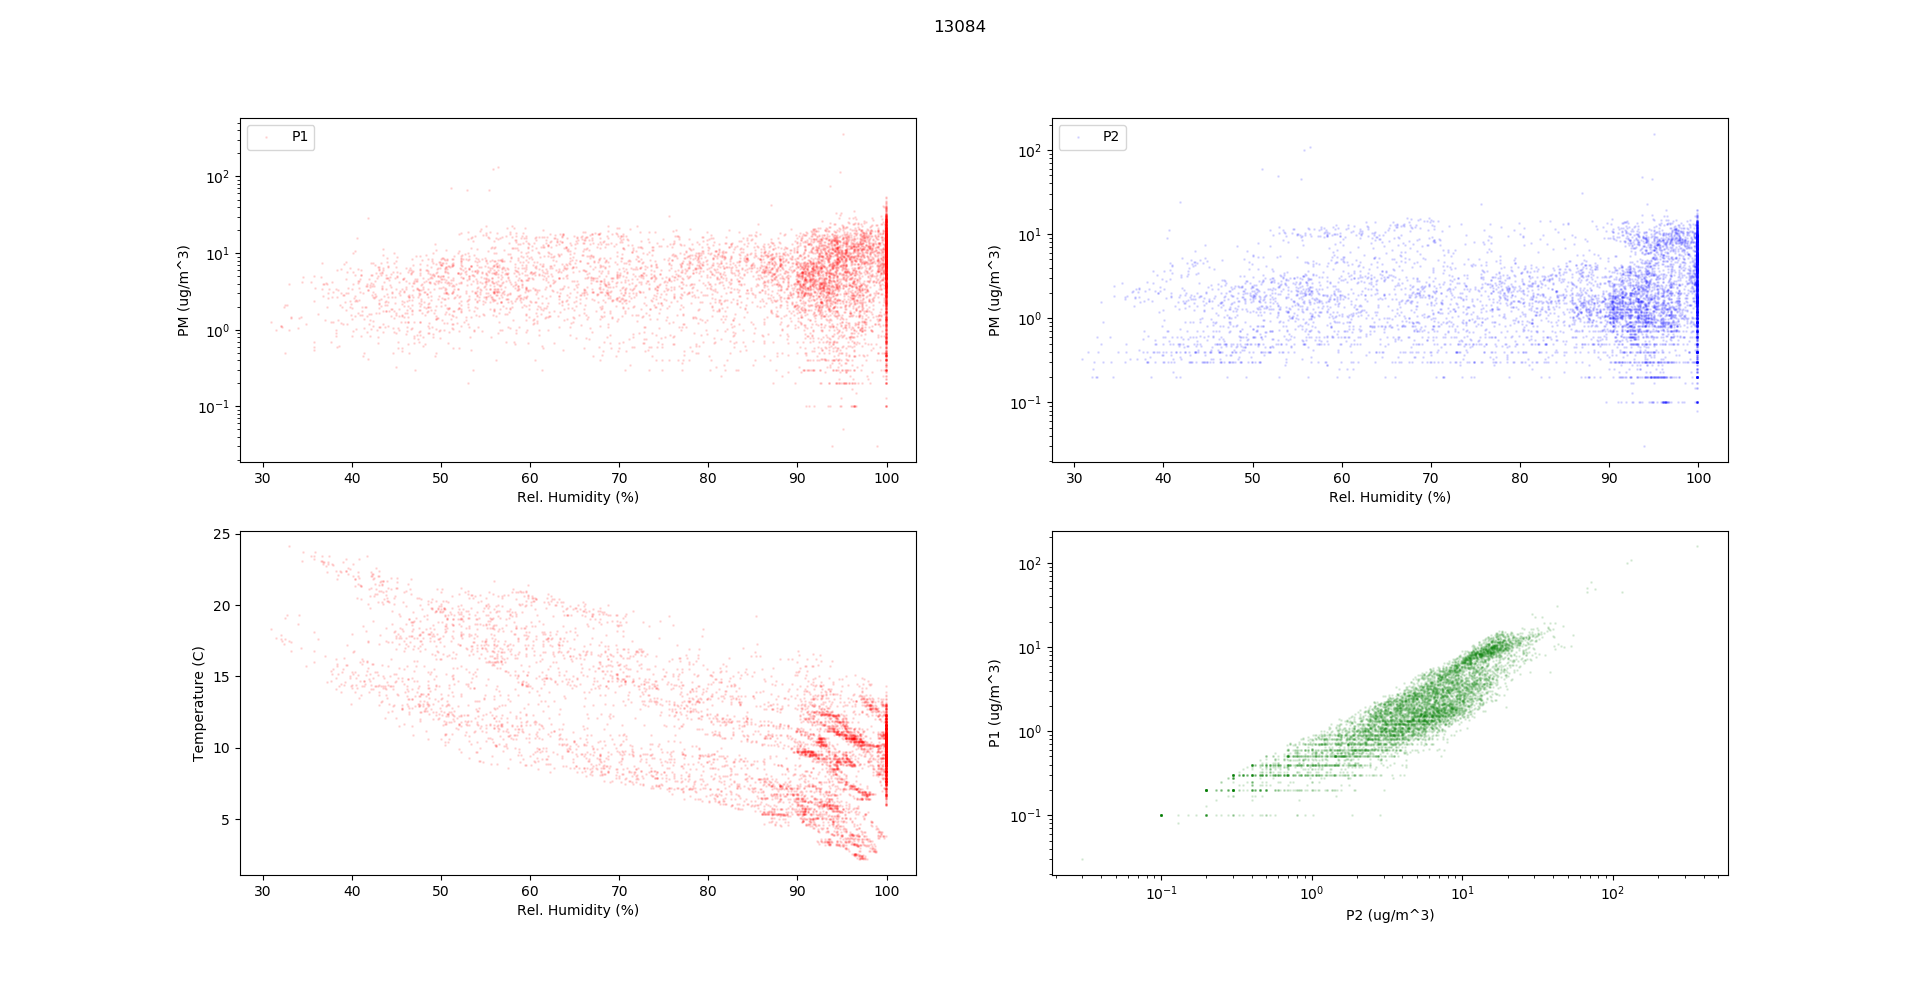 13084
P1
10^2
10^1
10^0
10^-1
PM (ug/m^3)
30 40 50 60 70 80 90 100
Rel. Humidity (%)
P2
10^2
10^1
10^0
10^-1
PM (ug/m^3)
30 40 50 60 70 80 90 100
Rel. Humidity (%)
25
20
15
10
5
Temperature (C)
30 40 50 60 70 80 90 100
Rel. Humidity (%)
10^2
10^1
10^0
10^-1
P1 (ug/m^3)
10^-1 10^0 10^1 10^2
P2 (ug/m^3)